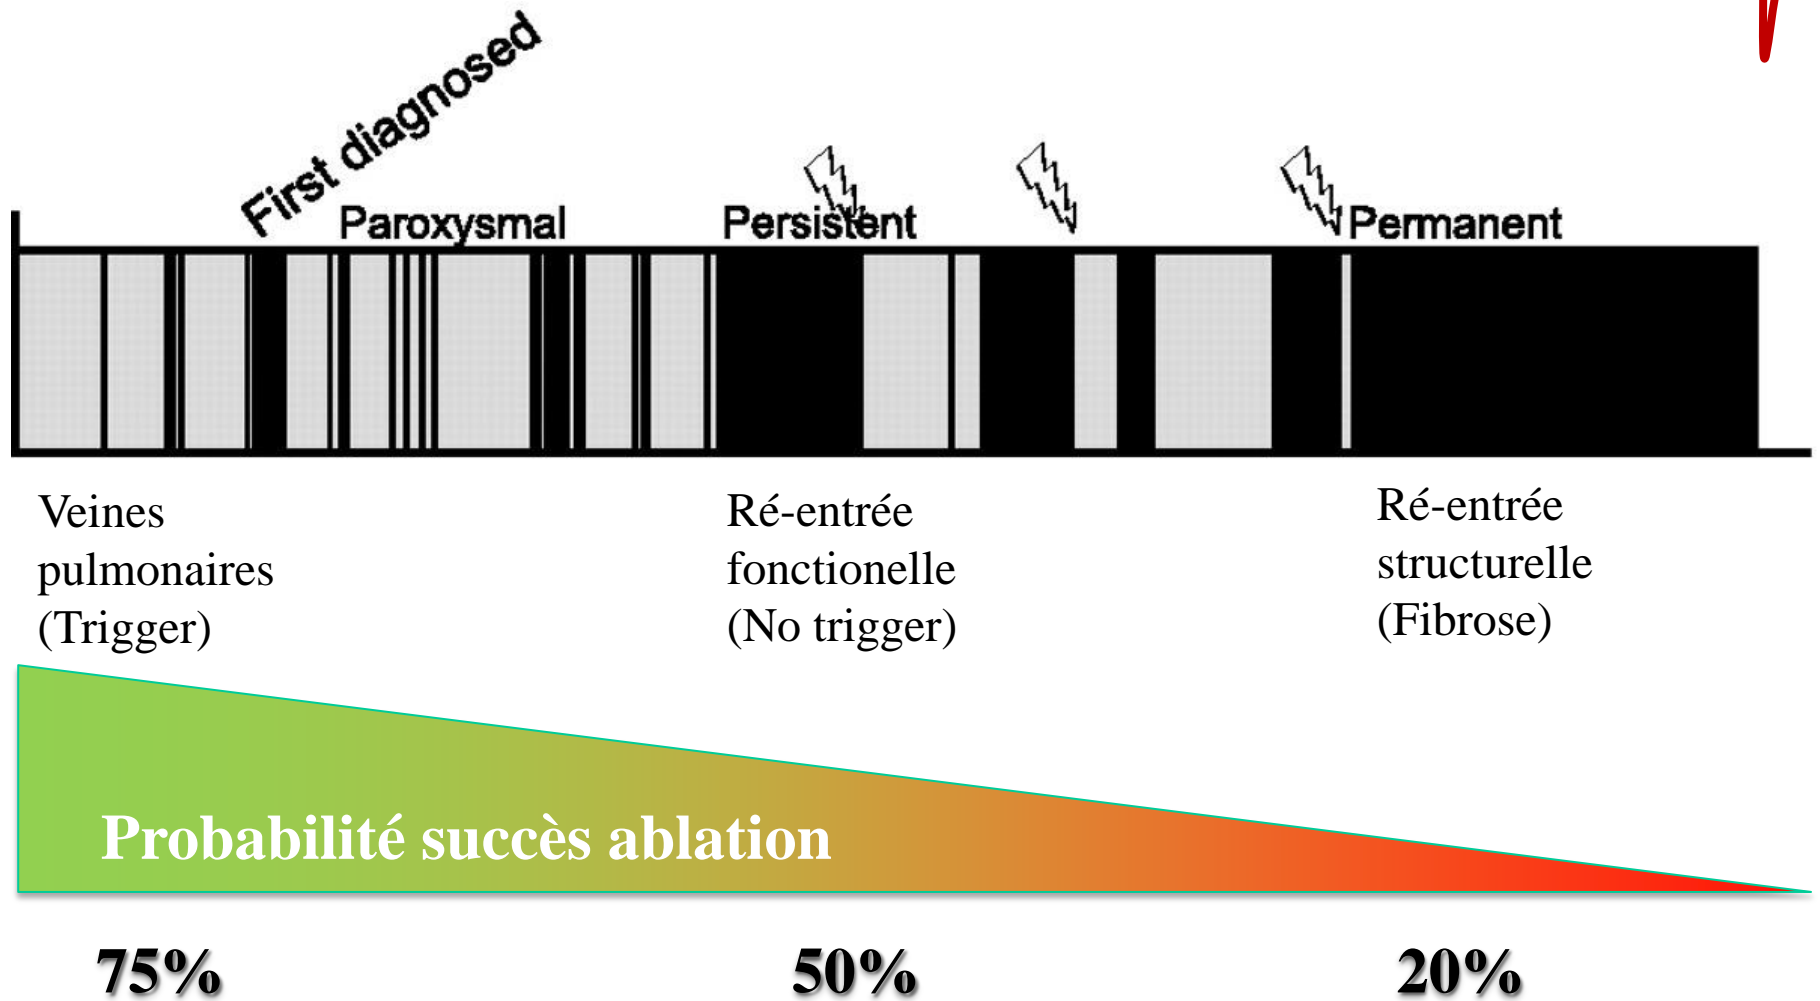 First diagnosed
Paroxysmal
Persistent
Permanent
Veines
pulmonaires
(Trigger)
Ré-entrée
fonctionelle
(No trigger)
Ré-entrée
structurelle
(Fibrose)
Probabilité succès ablation
75%
50%
20%